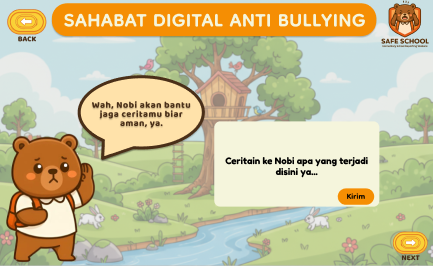 SAHABAT DIGITAL ANTI BULLYING
BACK
SAFE SCHOOL
Wah, Nobi akan bantu
jaga ceritamu biar
aman, ya.
Ceritain ke Nobi apa yang terjadi
disini ya...
Kirim
NEXT